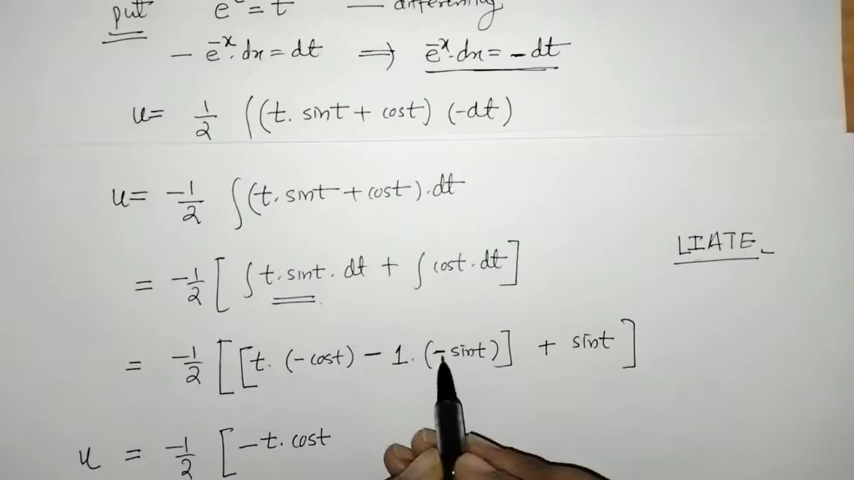 put e^-x = t — differing
- e^-x. dx = dt ⟹ e^-x. dx = - dt
u = 1/2 ∫(t. sint + cost) (-dt)
u = -1/2 ∫(t. sint + cost). dt
= -1/2 [ ∫ t. sint. dt + ∫ cost. dt ]
LIATE
= -1/2 [ [ t. (-cost) - 1. (-sint) ] + sint ]
u = -1/2 [ -t. cost